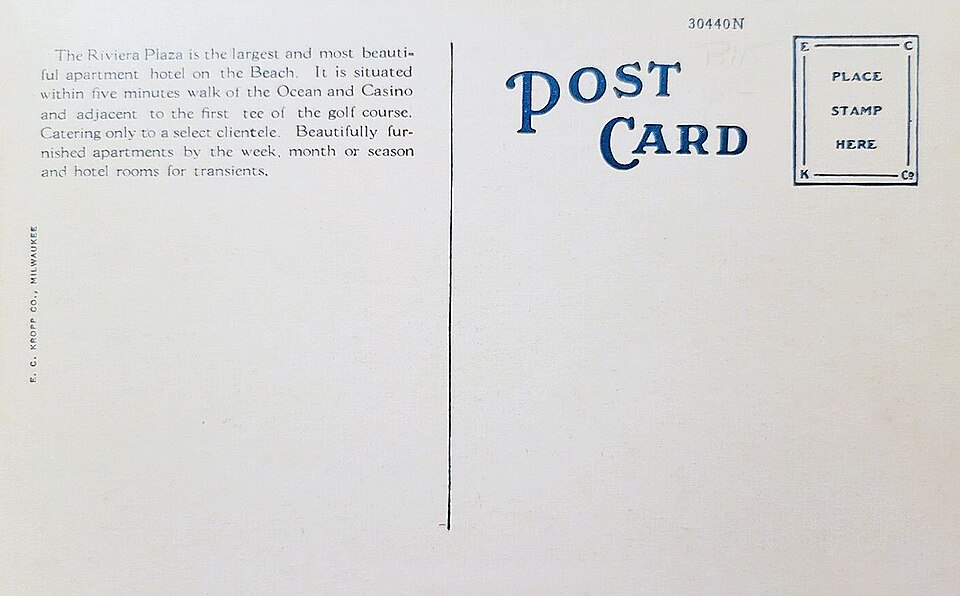 30440N
The Riviera Plaza is the largest and most beauti-
ful apartment hotel on the Beach. It is situated
within five minutes walk of the Ocean and Casino
and adjacent to the first tee of the golf course.
Catering only to a select clientele. Beautifully fur-
nished apartments by the week, month or season
and hotel rooms for transients.
E. C. KROPP CO., MILWAUKEE
POST
CARD
E C
PLACE
STAMP
HERE
K Co